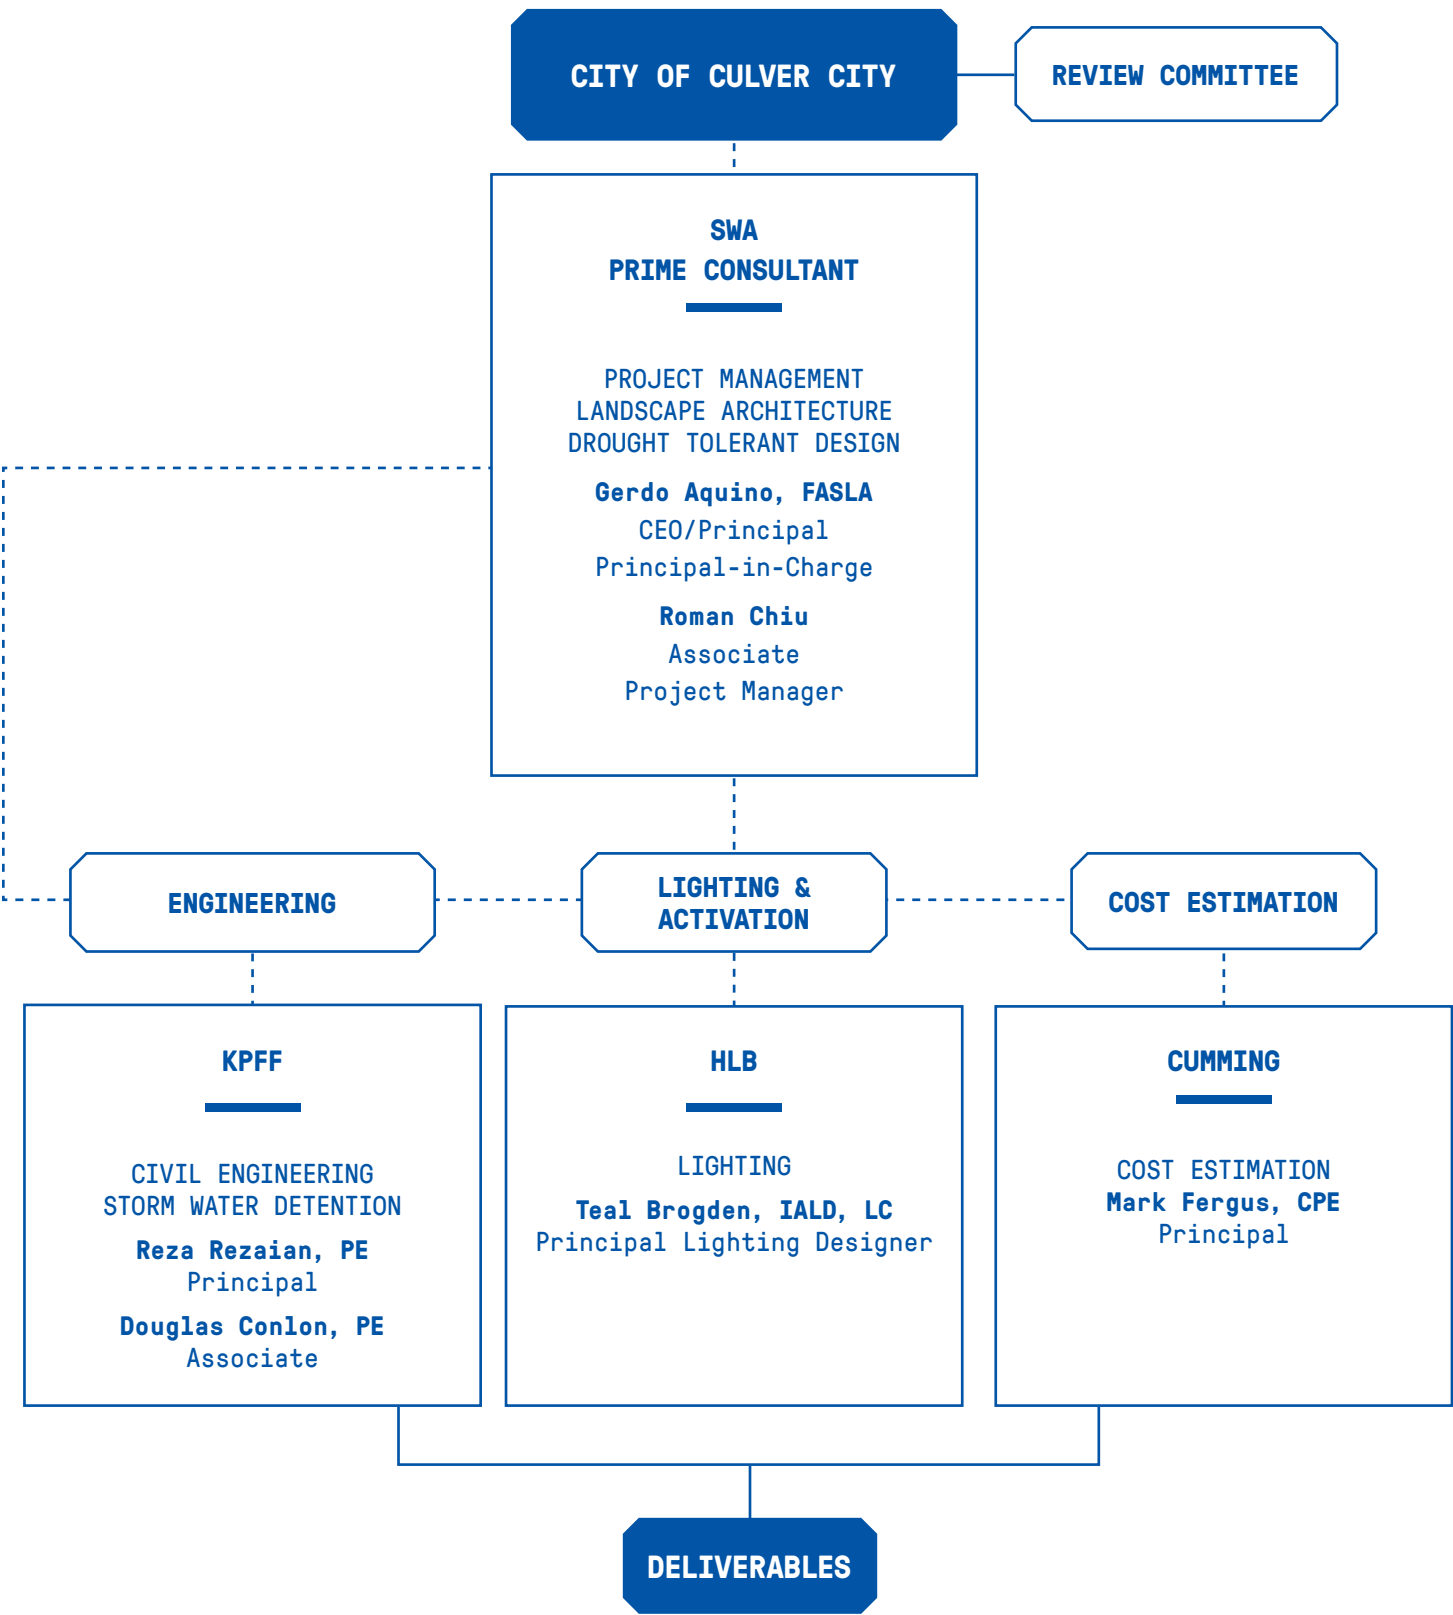 CITY OF CULVER CITY
REVIEW COMMITTEE
SWA
PRIME CONSULTANT
PROJECT MANAGEMENT
LANDSCAPE ARCHITECTURE
DROUGHT TOLERANT DESIGN
Gerdo Aquino, FASLA
CEO/Principal
Principal-in-Charge
Roman Chiu
Associate
Project Manager
ENGINEERING
LIGHTING &
ACTIVATION
COST ESTIMATION
KPFF
CIVIL ENGINEERING
STORM WATER DETENTION
Reza Rezaian, PE
Principal
Douglas Conlon, PE
Associate
HLB
LIGHTING
Teal Brogden, IALD, LC
Principal Lighting Designer
CUMMING
COST ESTIMATION
Mark Fergus, CPE
Principal
DELIVERABLES